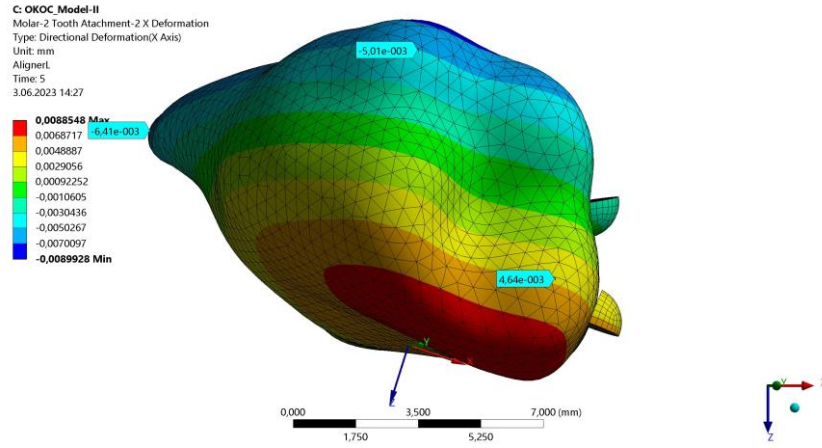 C: OKOC_Model-II
Molar-2 Tooth Atachment-2 X Deformation
Type: Directional Deformation(X Axis)
Unit: mm
AlignerL
Time: 5
3.06.2023 14:27
0,0088548 Max
0,0068717
0,0048887
0,0029056
0,00092252
-0,0010605
-0,0030436
-0,0050267
-0,0070097
-0,0089928 Min
-5,01e-003
-6,41e-003
4,64e-003
Y
X
Z
0,000 3,500 7,000 (mm)
1,750 5,250
Y
Z